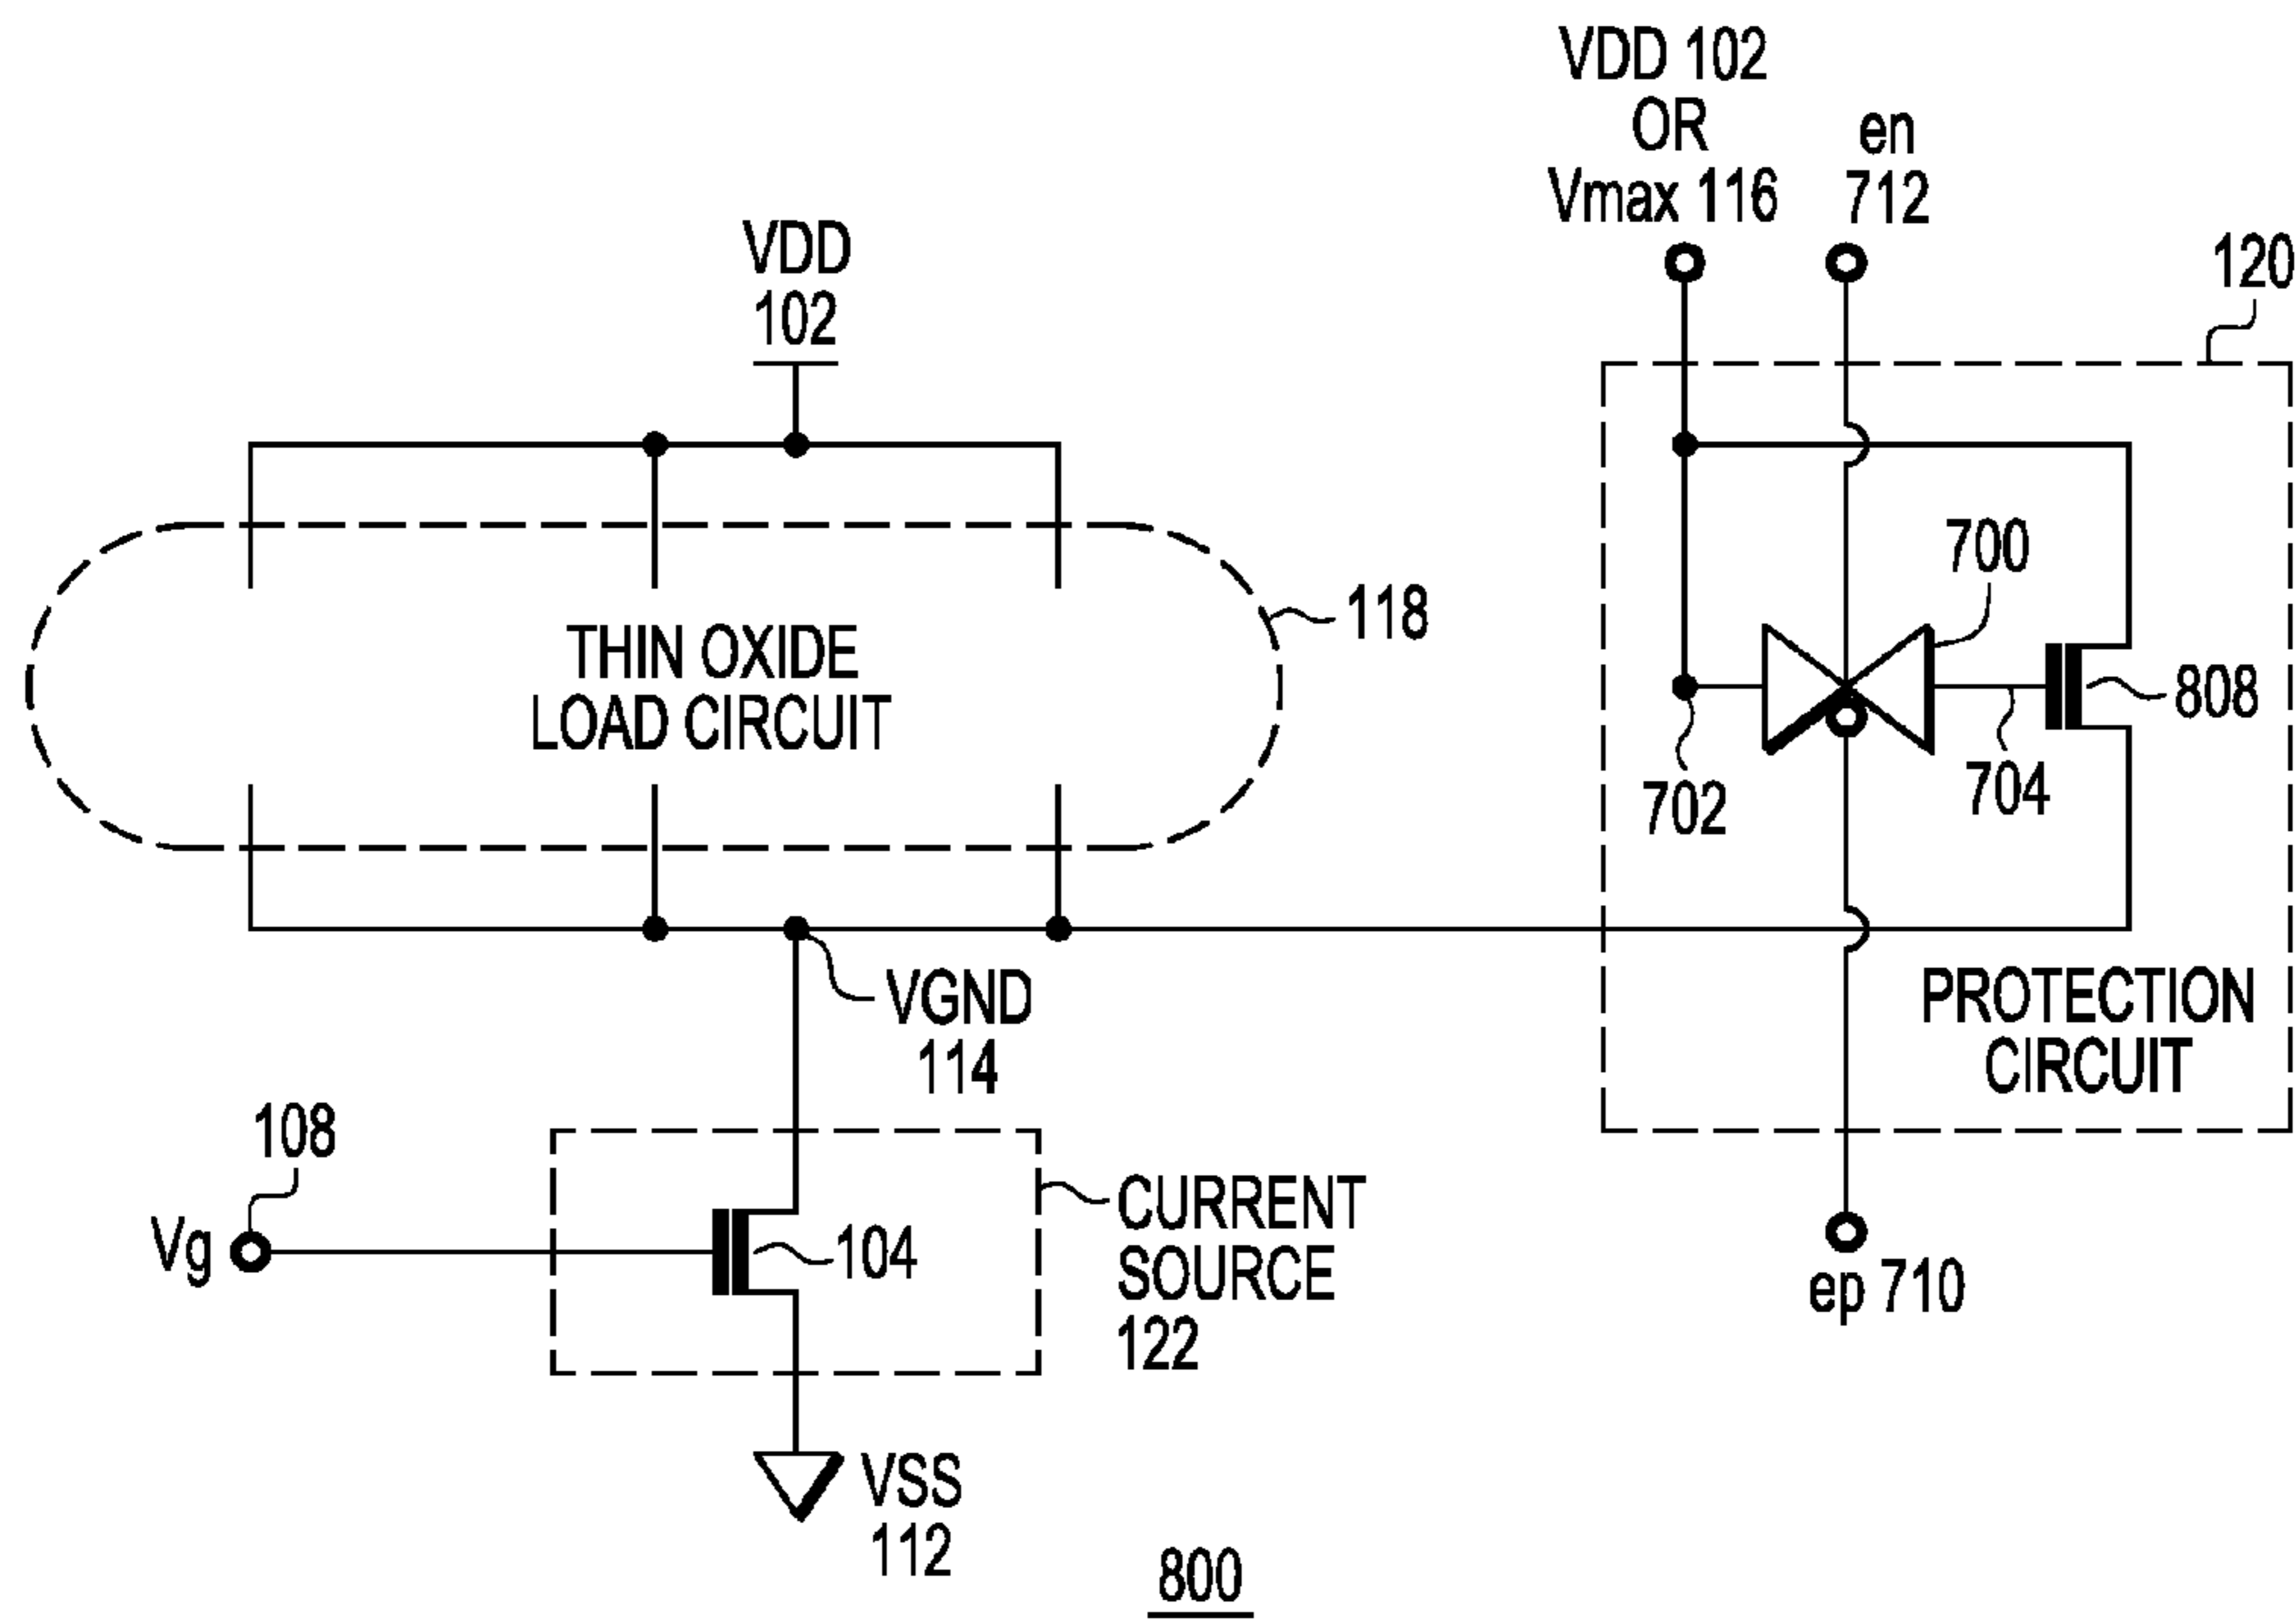 VDD 102
OR
Vmax 116
en
712
120
VDD
102
700
118
THIN OXIDE
LOAD CIRCUIT
808
702
704
VGND
114
PROTECTION
CIRCUIT
108
Vg
104
CURRENT
SOURCE
122
ep 710
VSS
112
800